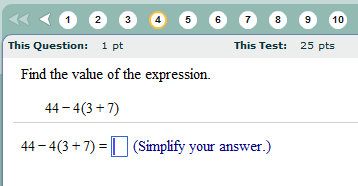 1 2 3 4 5 6 7 8 9 10
This Question: 1 pt This Test: 25 pts
Find the value of the expression.
44 − 4(3 + 7)
44 − 4(3 + 7) = (Simplify your answer.)